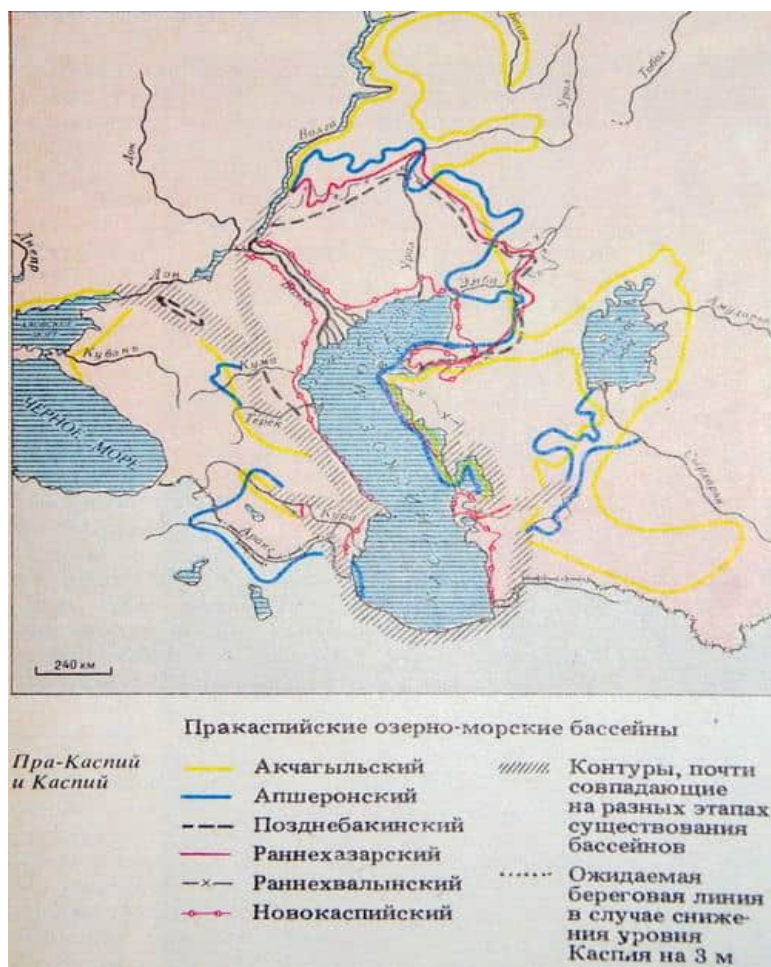 Тобол
Урал
Волга
Дон
Днепр
Урал
Эмба
Дон
Кубань
Кума
Терек
ЧЕРНОЕ МОРЕ
Кура
Аракс
Амударья
Сырдарья
240 км
Пракаспийские озерно-морские бассейны
Пра-Каспий
и Каспий
Акчагыльский
Апшеронский
Позднебакинский
Раннехазарский
Раннехвалынский
Новокаспийский
Контуры, почти
совпадающие
на разных этапах
существования
бассейнов
Ожидаемая
береговая линия
в случае сниже-
ния уровня
Каспия на 3 м